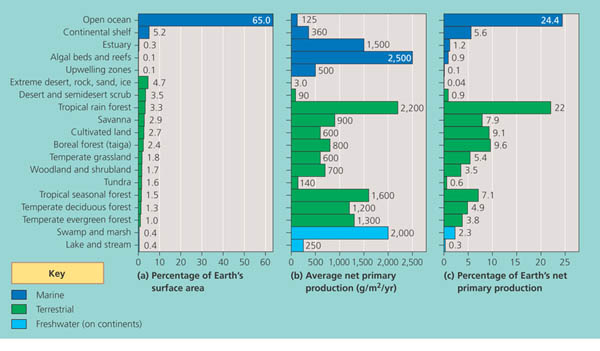 Open ocean 65.0 125 24.4
Continental shelf 5.2 360 5.6
Estuary 0.3 1,500 1.2
Algal beds and reefs 0.1 2,500 0.9
Upwelling zones 0.1 500 0.1
Extreme desert, rock, sand, ice 4.7 3.0 0.04
Desert and semidesert scrub 3.5 90 0.9
Tropical rain forest 3.3 2,200 22
Savanna 2.9 900 7.9
Cultivated land 2.7 600 9.1
Boreal forest (taiga) 2.4 800 9.6
Temperate grassland 1.8 600 5.4
Woodland and shrubland 1.7 700 3.5
Tundra 1.6 140 0.6
Tropical seasonal forest 1.5 1,600 7.1
Temperate deciduous forest 1.3 1,200 4.9
Temperate evergreen forest 1.0 1,300 3.8
Swamp and marsh 0.4 2,000 2.3
Lake and stream 0.4 250 0.3
0 10 20 30 40 50 60 0 500 1,000 1,500 2,000 2,500 0 5 10 15 20 25
Key
(a) Percentage of Earth's
surface area
(b) Average net primary
production (g/m²/yr)
(c) Percentage of Earth's net
primary production
Marine
Terrestrial
Freshwater (on continents)